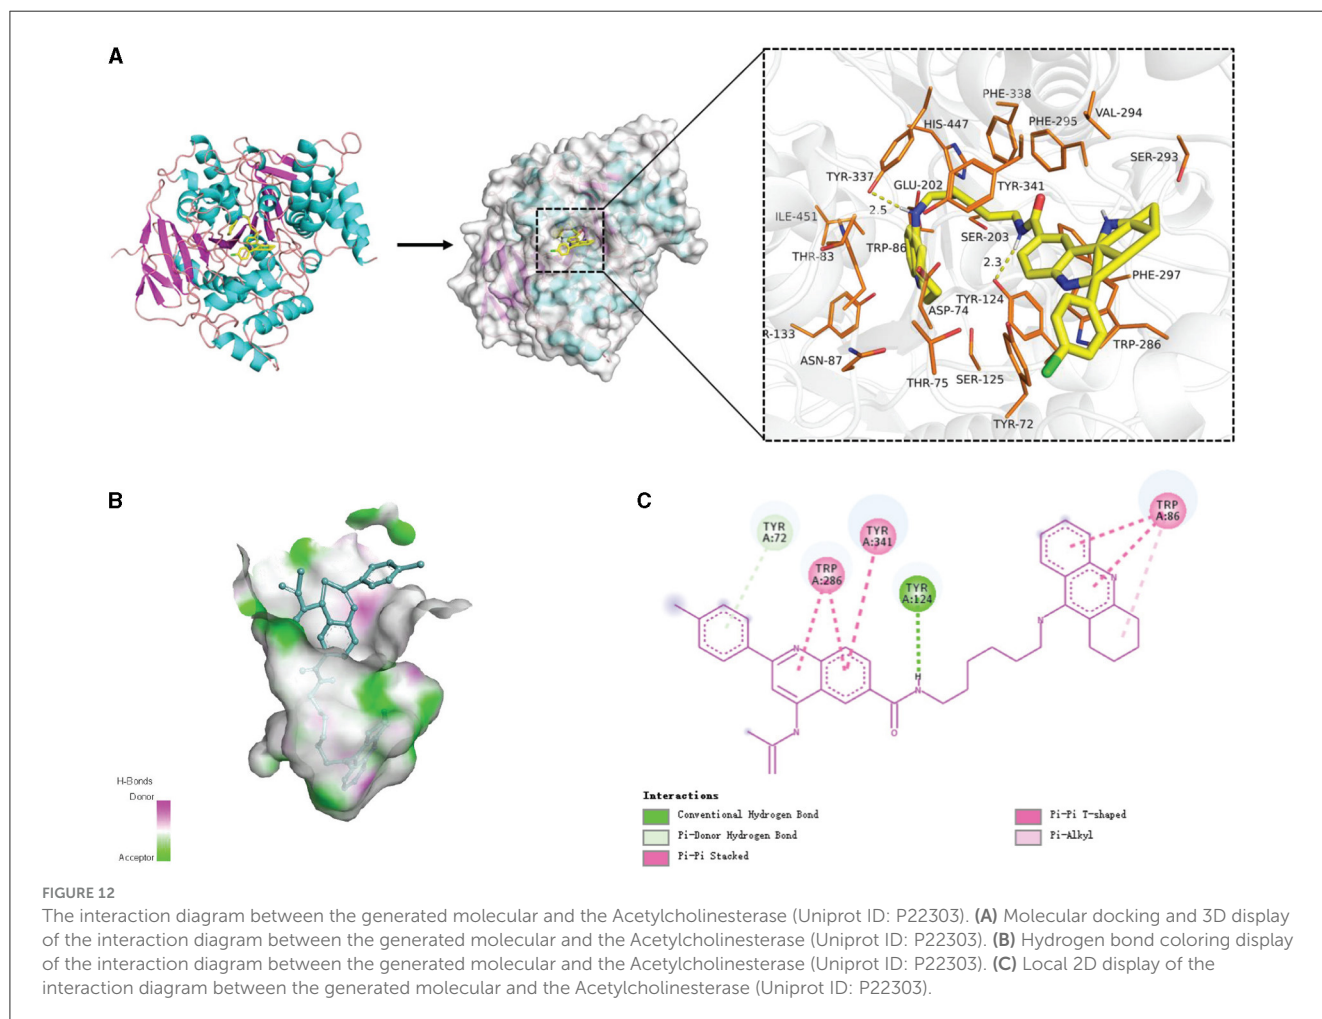 A
PHE-338
VAL-294
HIS-447
PHE-295
SER-293
TYR-337
GLU-202
TYR-341
2.5
ILE-451
SER-203
THR-83
TRP-86
2.3
PHE-297
TYR-124
ASP-74
R-133
TRP-286
ASN-87
THR-75
SER-125
TYR-72
B
H-Bonds
Donor
Acceptor
C
TYR
A:72
TRP
A:286
TYR
A:341
TYR
A:124
TRP
A:86
N
N
O
H
N
N
N
Interactions
Conventional Hydrogen Bond
Pi-Donor Hydrogen Bond
Pi-Pi Stacked
Pi-Pi T-shaped
Pi-Alkyl
FIGURE 12
The interaction diagram between the generated molecular and the Acetylcholinesterase (Uniprot ID: P22303). (A) Molecular docking and 3D display
of the interaction diagram between the generated molecular and the Acetylcholinesterase (Uniprot ID: P22303). (B) Hydrogen bond coloring display
of the interaction diagram between the generated molecular and the Acetylcholinesterase (Uniprot ID: P22303). (C) Local 2D display of the
interaction diagram between the generated molecular and the Acetylcholinesterase (Uniprot ID: P22303).